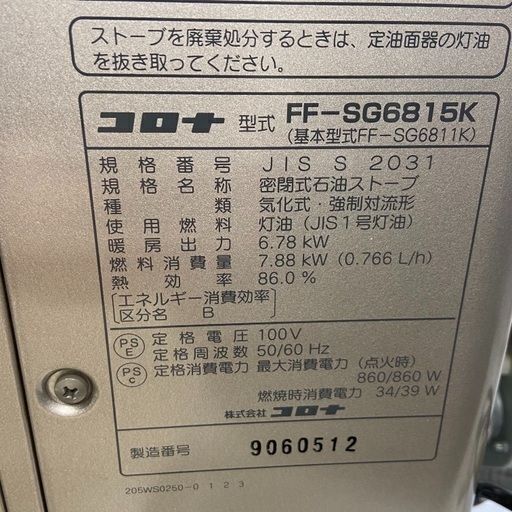 ストーブを廃棄処分するときは、定油面器の灯油
を抜き取ってください。
コロナ 型式 FF-SG6815K
(基本型式FF-SG6811K)
規格番号 JIS S 2031
規格名称 密閉式石油ストーブ
種類 気化式・強制対流形
使用燃料 灯油(JIS1号灯油)
暖房出力 6.78 kW
燃料消費量 7.88 kW (0.766 L/h)
熱効率 86.0 %
[エネルギー消費効率]
区分名 B
PSE 定格電圧 100V
定格周波数 50/60 Hz
PSC 定格消費電力 最大消費電力(点火時)
860/860 W
燃焼時消費電力 34/39 W
株式会社 コロナ
製造番号 9060512
205WS0250-0 1 2 3